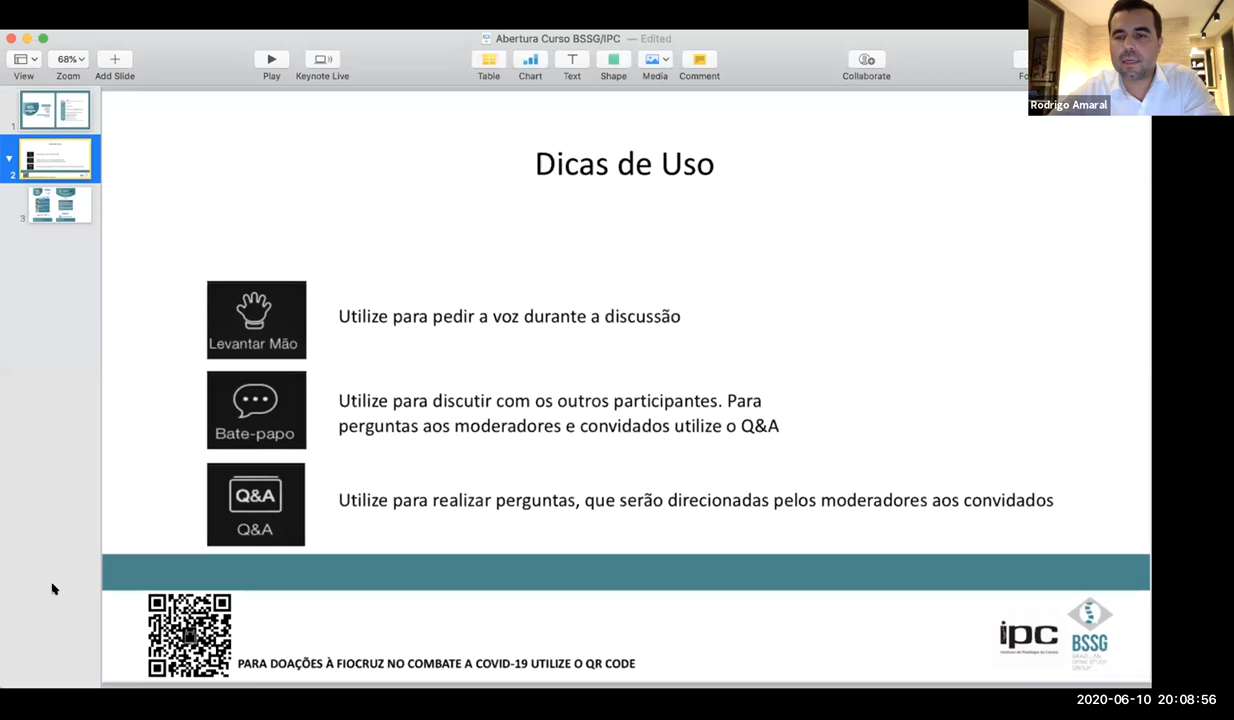 Abertura Curso BSSG/IPC — Edited
68%
View
Zoom
Add Slide
Play
Keynote Live
Table
Chart
Text
Shape
Media
Comment
Collaborate
Rodrigo Amaral
1
2
3
Dicas de Uso
Levantar Mão
Utilize para pedir a voz durante a discussão
Bate-papo
Utilize para discutir com os outros participantes. Para
perguntas aos moderadores e convidados utilize o Q&A
Q&A
Q&A
Utilize para realizar perguntas, que serão direcionadas pelos moderadores aos convidados
PARA DOAÇÕES À FIOCRUZ NO COMBATE A COVID-19 UTILIZE O QR CODE
ipc
BSSG
2020-06-10 20:08:56